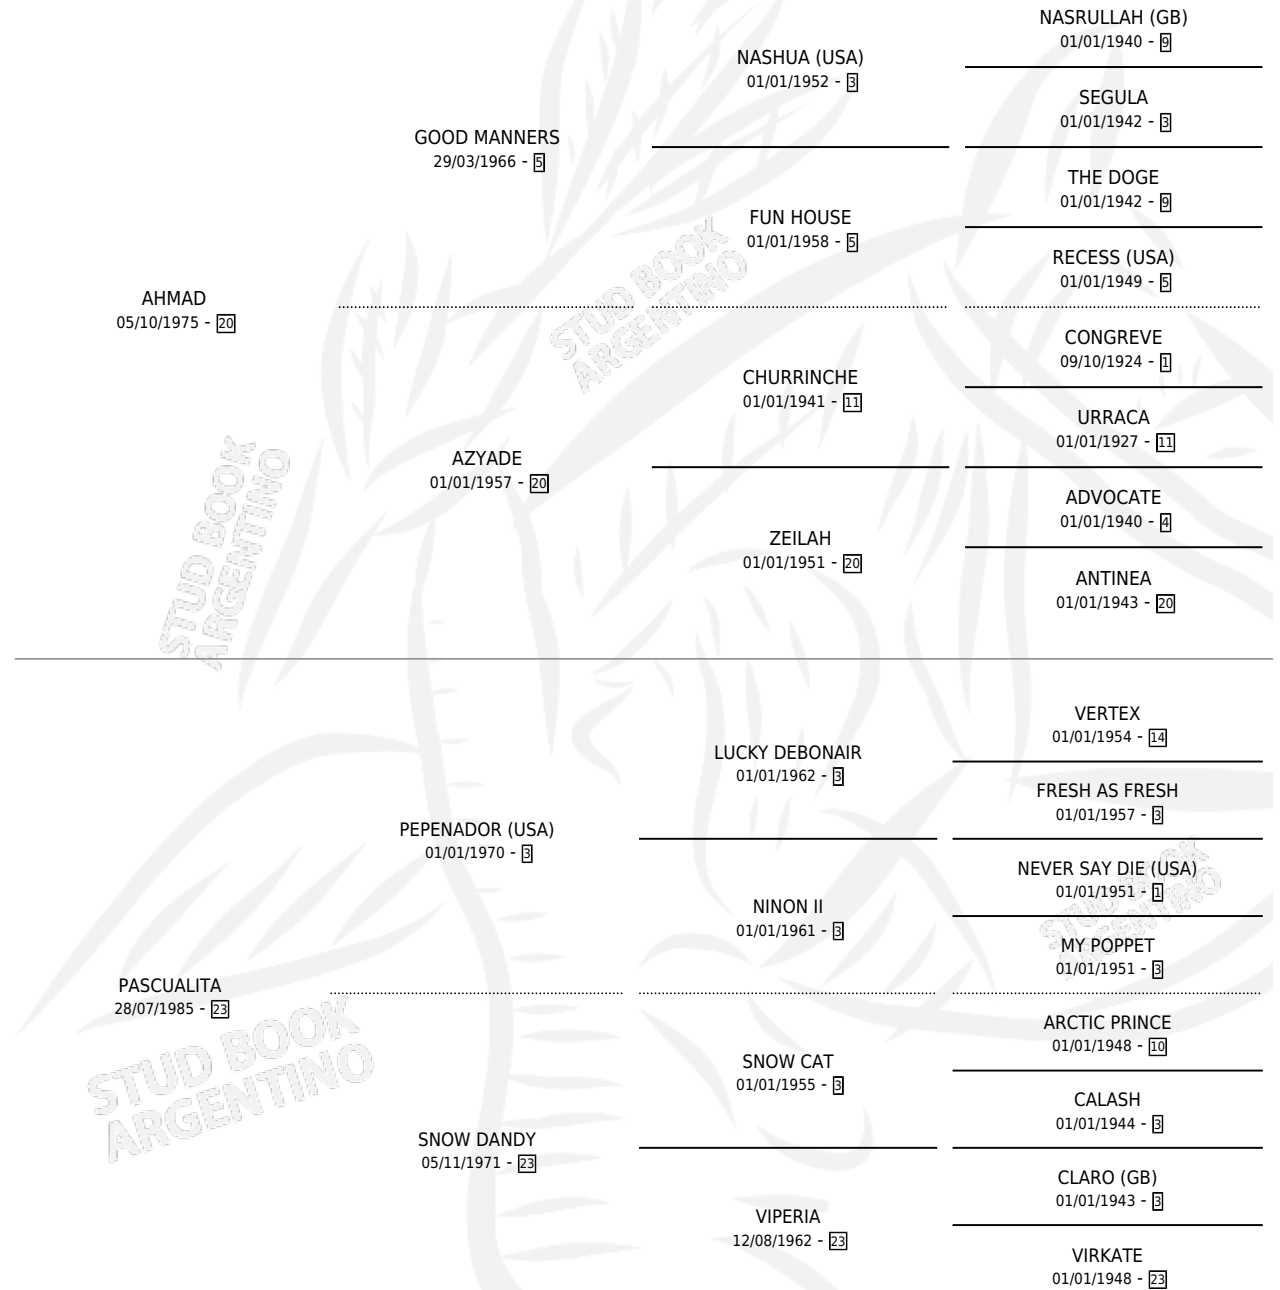 NASRULLAH (GB)
01/01/1940 - 9
NASHUA (USA)
01/01/1952 - 3
SEGULA
01/01/1942 - 3
GOOD MANNERS
29/03/1966 - 5
THE DOGE
01/01/1942 - 9
FUN HOUSE
01/01/1958 - 5
RECESS (USA)
01/01/1949 - 5
AHMAD
05/10/1975 - 20
CONGREVE
09/10/1924 - 1
CHURRINCHE
01/01/1941 - 11
URRACA
01/01/1927 - 11
AZYADE
01/01/1957 - 20
ADVOCATE
01/01/1940 - 4
ZEILAH
01/01/1951 - 20
ANTINEA
01/01/1943 - 20
VERTEX
01/01/1954 - 14
LUCKY DEBONAIR
01/01/1962 - 3
FRESH AS FRESH
01/01/1957 - 3
PEPENADOR (USA)
01/01/1970 - 3
NEVER SAY DIE (USA)
01/01/1951 - 1
NINON II
01/01/1961 - 3
MY POPPET
01/01/1951 - 3
PASCUALITA
28/07/1985 - 23
ARCTIC PRINCE
01/01/1948 - 10
SNOW CAT
01/01/1955 - 3
CALASH
01/01/1944 - 3
SNOW DANDY
05/11/1971 - 23
CLARO (GB)
01/01/1943 - 3
VIPERIA
12/08/1962 - 23
VIRKATE
01/01/1948 - 23
STUD BOOK
ARGENTINO
STUD BOOK
ARGENTINO
STUD BOOK
ARGENTINO
STUD BOOK
ARGENTINO